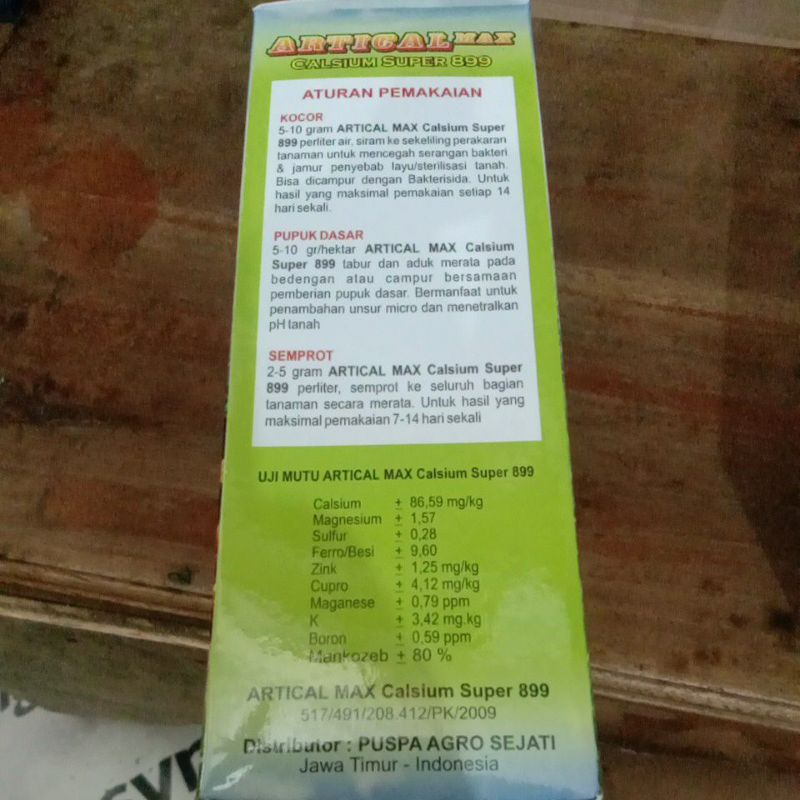 ARTICAL MAX
CALSIUM SUPER 899
ATURAN PEMAKAIAN
KOCOR
5-10 gram ARTICAL MAX Calsium Super
899 perliter air, siram ke sekeliling perakaran
tanaman untuk mencegah serangan bakteri
& jamur penyebab layu/sterilisasi tanah.
Bisa dicampur dengan Bakterisida. Untuk
hasil yang maksimal pemakaian setiap 14
hari sekali.
PUPUK DASAR
5-10 gr/hektar ARTICAL MAX Calsium
Super 899 tabur dan aduk merata pada
bedengan atau campur bersamaan
pemberian pupuk dasar. Bermanfaat untuk
penambahan unsur micro dan menetralkan
pH tanah
SEMPROT
2-5 gram ARTICAL MAX Calsium Super
899 perliter, semprot ke seluruh bagian
tanaman secara merata. Untuk hasil yang
maksimal pemakaian 7-14 hari sekali
UJI MUTU ARTICAL MAX Calsium Super 899
Calsium ± 86,59 mg/kg
Magnesium ± 1,57
Sulfur ± 0,28
Ferro/Besi ± 9,60
Zink ± 1,25 mg/kg
Cupro ± 4,12 mg/kg
Maganese ± 0,79 ppm
K ± 3,42 mg.kg
Boron ± 0,59 ppm
Mankozeb ± 80 %
ARTICAL MAX Calsium Super 899
517/491/208.412/PK/2009
Distributor : PUSPA AGRO SEJATI
Jawa Timur - Indonesia